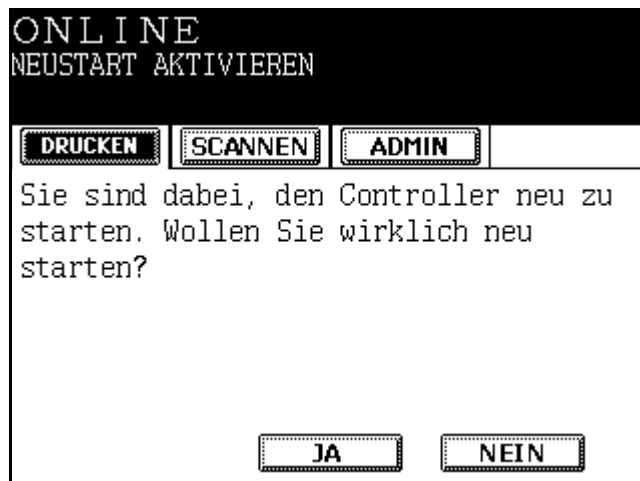 ONLINE
NEUSTART AKTIVIEREN
DRUCKEN SCANNEN ADMIN
Sie sind dabei, den Controller neu zu
starten. Wollen Sie wirklich neu
starten?
JA NEIN